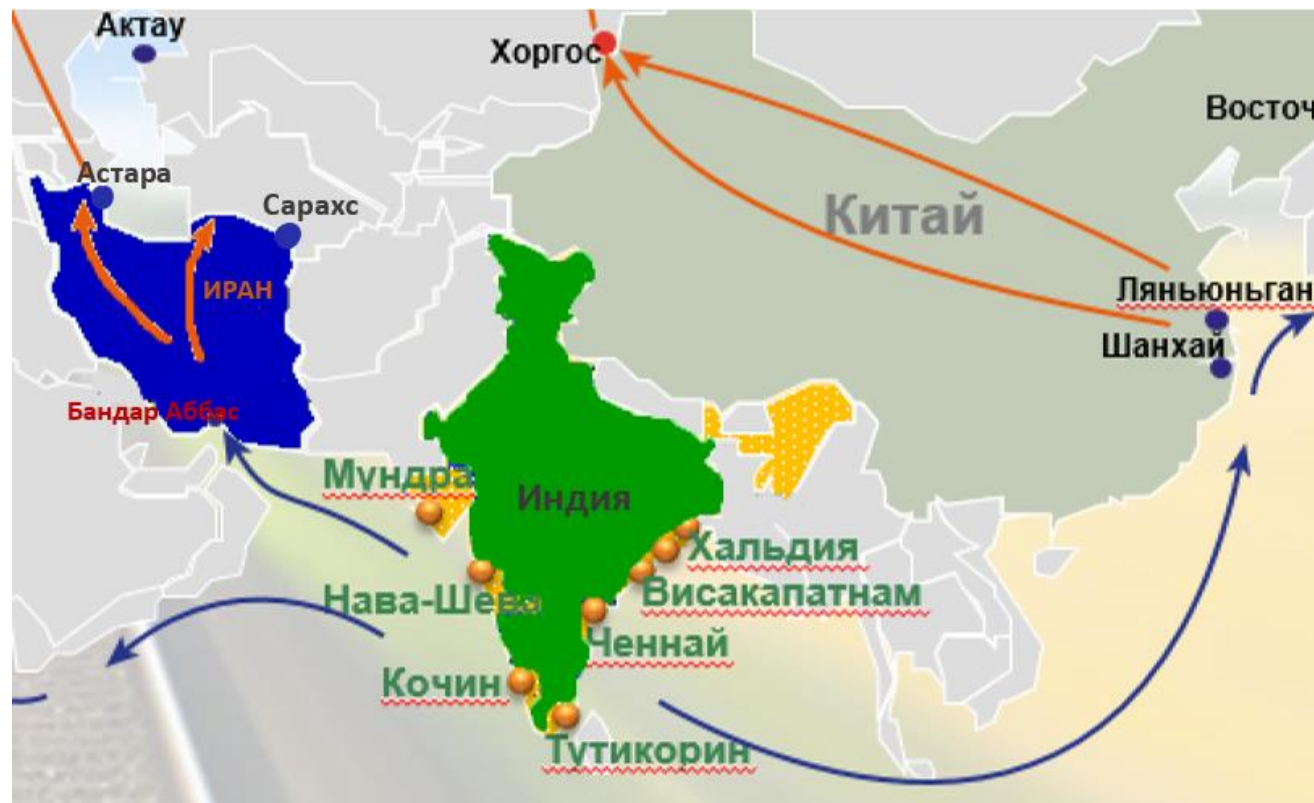 Актау
Хоргос
Восточ
Астара
Сарахс
Китай
ИРАН
Ляньюньган
Шанхай
Бандар Аббас
Мундра
Индия
Хальдия
Нава-Шева
Висакапатнам
Ченнай
Кочин
Тутикорин